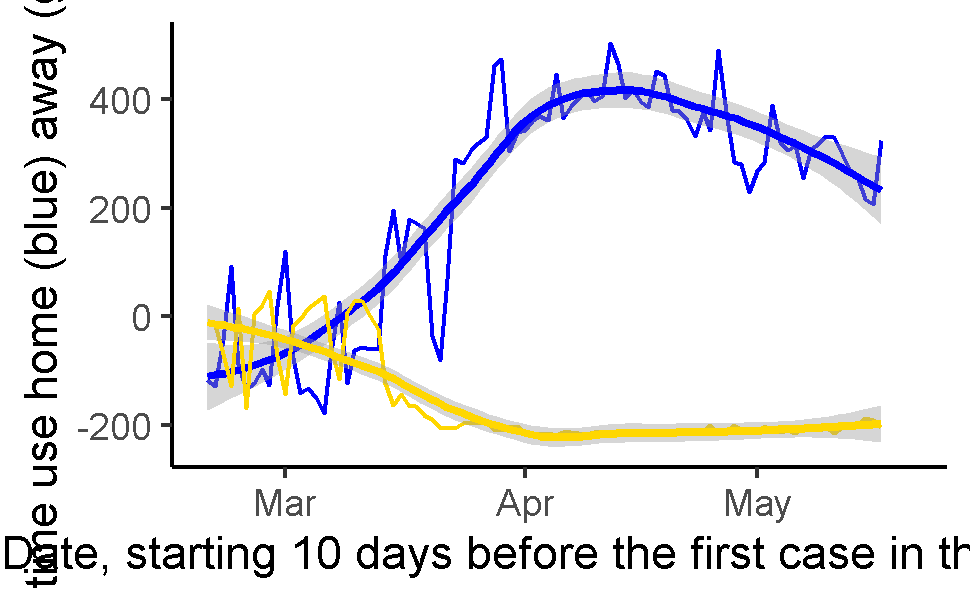 time use home (blue) away (
400
200
0
-200
Mar Apr May
Date, starting 10 days before the first case in th